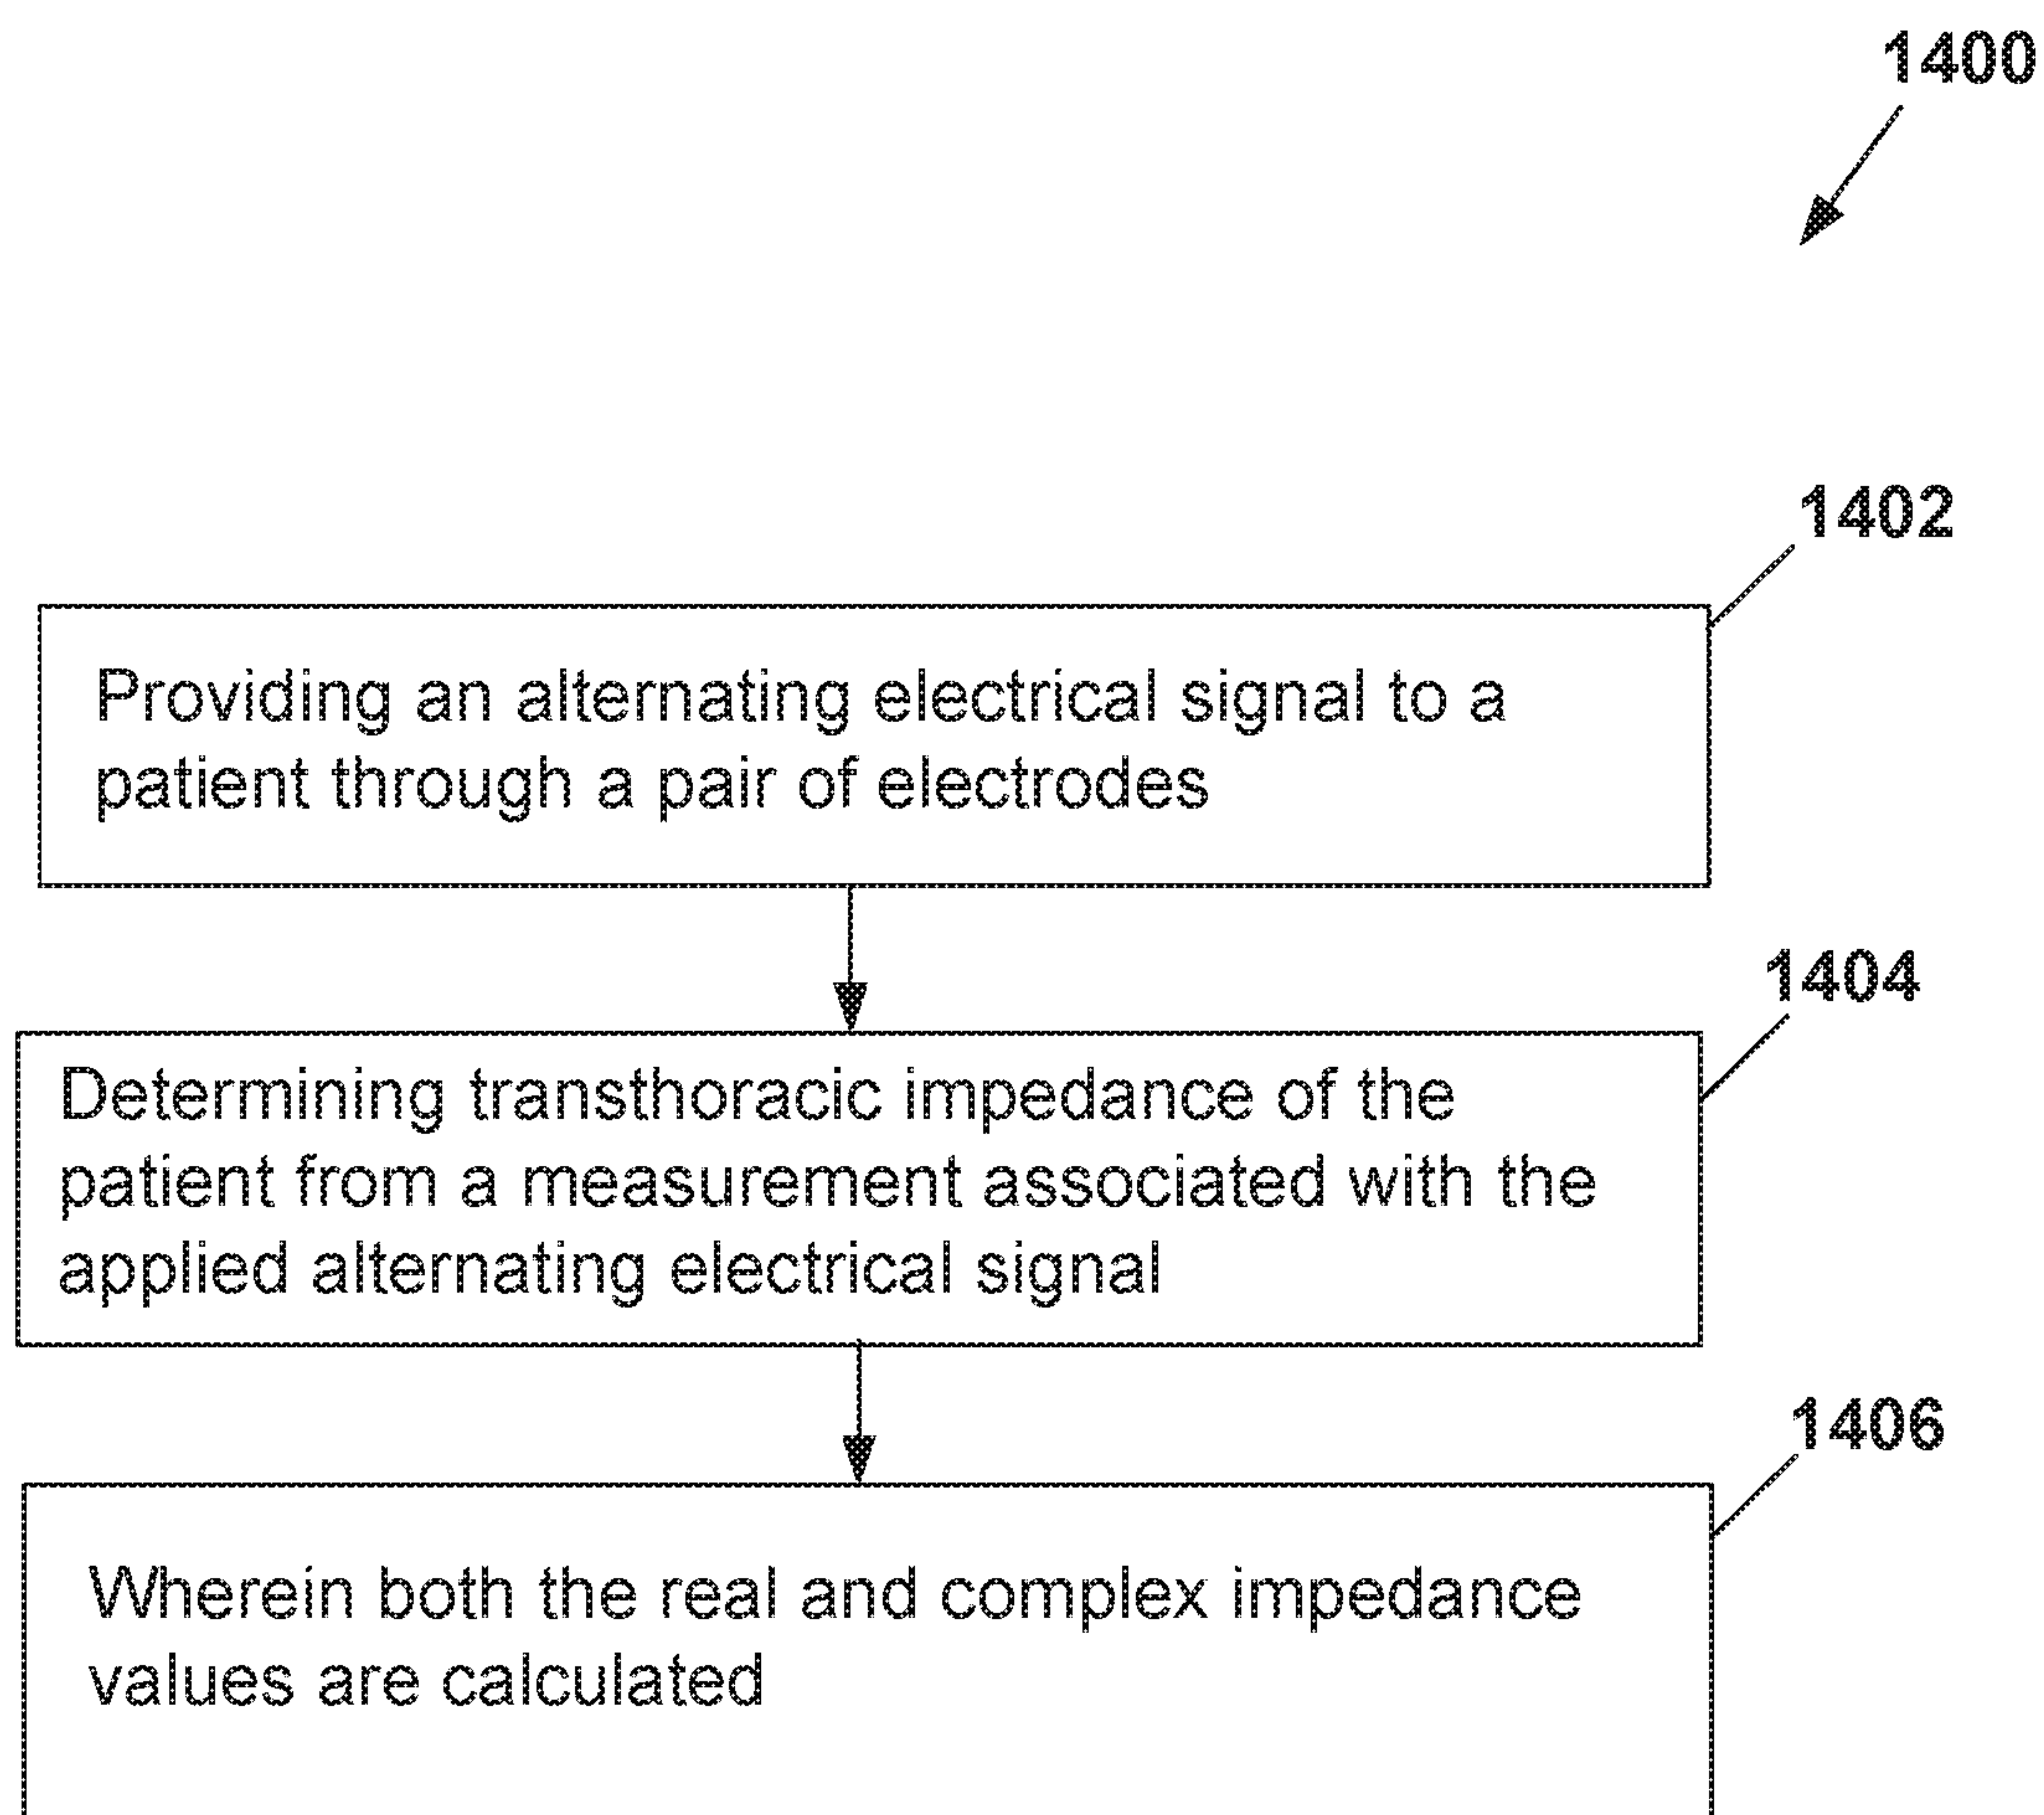 1400
1402
Providing an alternating electrical signal to a
patient through a pair of electrodes
1404
Determining transthoracic impedance of the
patient from a measurement associated with the
applied alternating electrical signal
1406
Wherein both the real and complex impedance
values are calculated